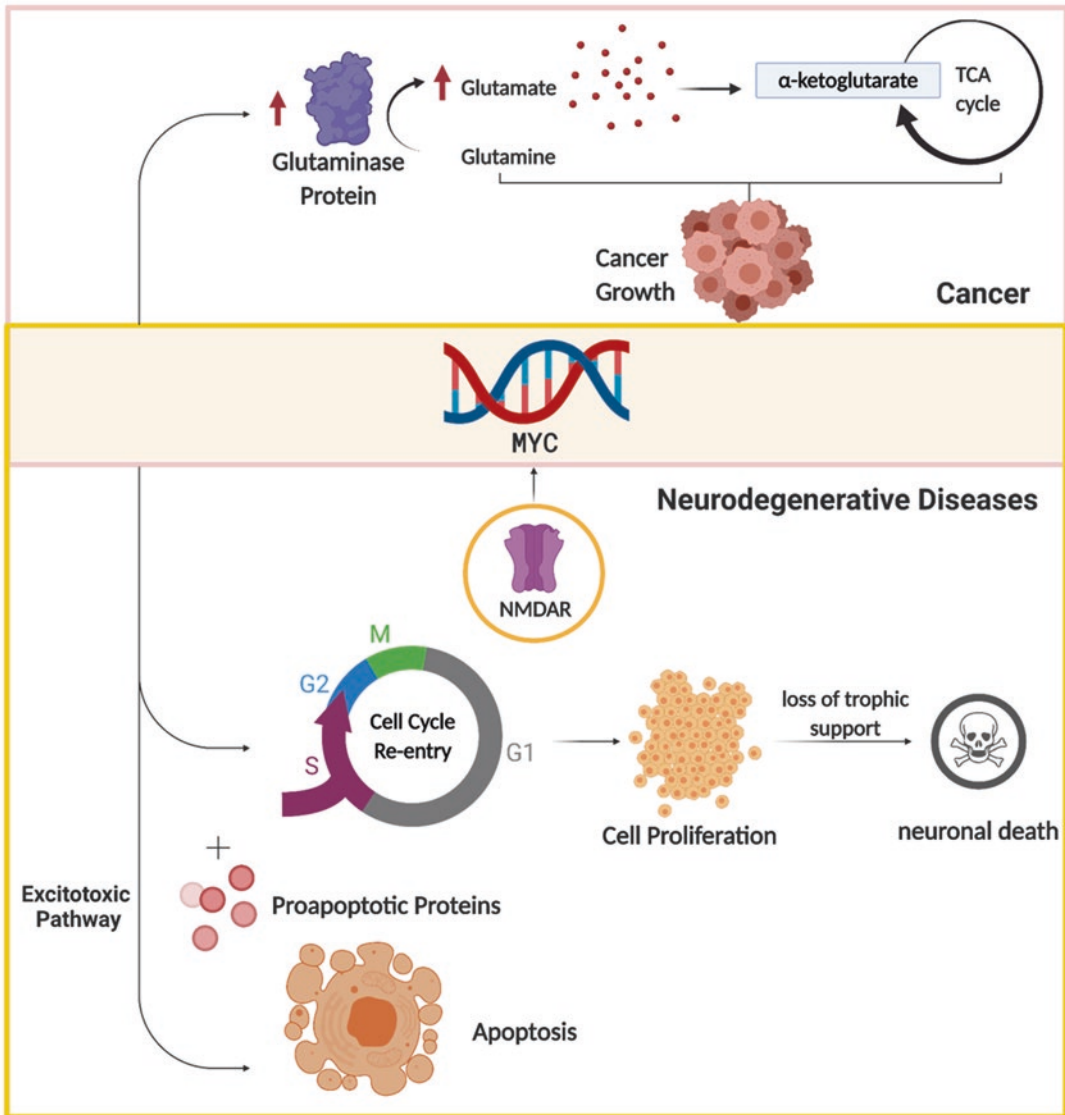 Glutaminase
Protein
Glutamate
Glutamine
α-ketoglutarate
TCA
cycle
Cancer
Growth
Cancer
MYC
Neurodegenerative Diseases
NMDAR
M
G2
S
G1
Cell Cycle
Re-entry
Cell Proliferation
loss of trophic
support
neuronal death
+
Excitotoxic
Pathway
Proapoptotic Proteins
Apoptosis